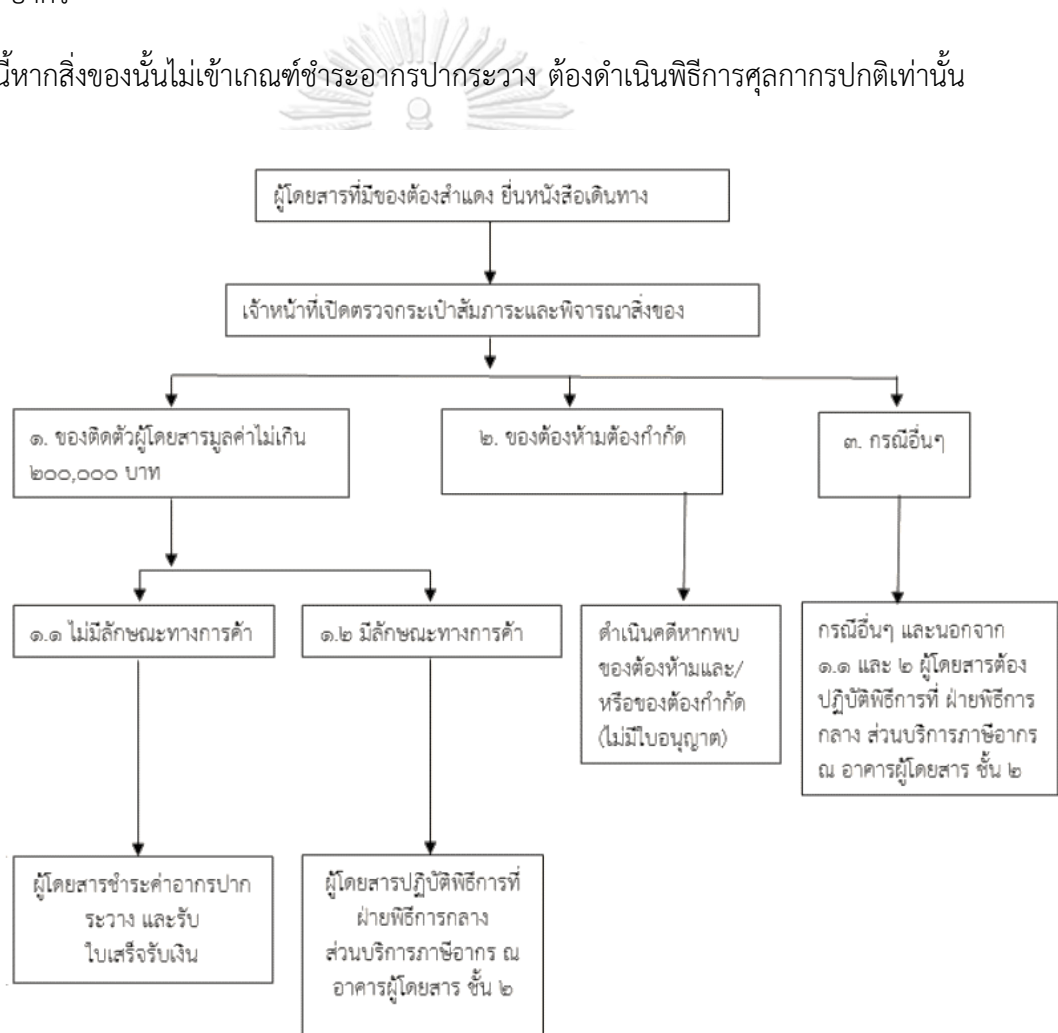 นี้หากสิ่งของนั้นไม่เข้าเกณฑ์ชำระอากรปากระวาง ต้องดำเนินพิธีการศุลกากรปกติเท่านั้น
ผู้โดยสารที่มีของต้องสำแดง ยื่นหนังสือเดินทาง
เจ้าหน้าที่เปิดตรวจกระเป๋าสัมภาระและพิจารณาสิ่งของ
๑. ของติดตัวผู้โดยสารมูลค่าไม่เกิน
๒๐๐,๐๐๐ บาท
๒. ของต้องห้ามต้องกำกัด
๓. กรณีอื่นๆ
๑.๑ ไม่มีลักษณะทางการค้า
๑.๒ มีลักษณะทางการค้า
ดำเนินคดีหากพบ
ของต้องห้ามและ/
หรือของต้องกำกัด
(ไม่มีใบอนุญาต)
กรณีอื่นๆ และนอกจาก
๑.๑ และ ๒ ผู้โดยสารต้อง
ปฏิบัติพิธีการที่ ฝ่ายพิธีการ
กลาง ส่วนบริการภาษีอากร
ณ อาคารผู้โดยสาร ชั้น ๒
ผู้โดยสารชำระค่าอากรปาก
ระวาง และรับ
ใบเสร็จรับเงิน
ผู้โดยสารปฏิบัติพิธีการที่
ฝ่ายพิธีการกลาง
ส่วนบริการภาษีอากร ณ
อาคารผู้โดยสาร ชั้น ๒